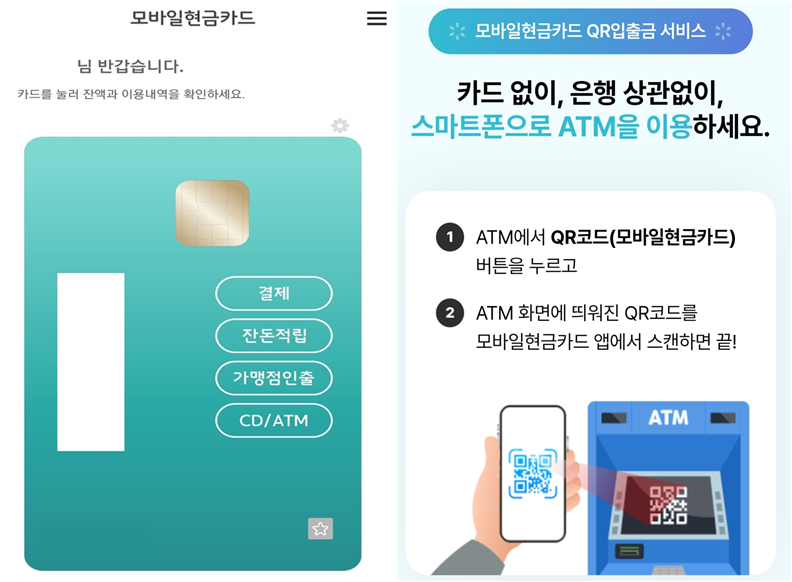 모바일현금카드
님 반갑습니다.
카드를 눌러 잔액과 이용내역을 확인하세요.
결제
잔돈적립
가맹점인출
CD/ATM
모바일현금카드 QR입출금 서비스
카드 없이, 은행 상관없이,
스마트폰으로 ATM을 이용하세요.
1 ATM에서 QR코드(모바일현금카드)
버튼을 누르고
2 ATM 화면에 띄워진 QR코드를
모바일현금카드 앱에서 스캔하면 끝!
ATM